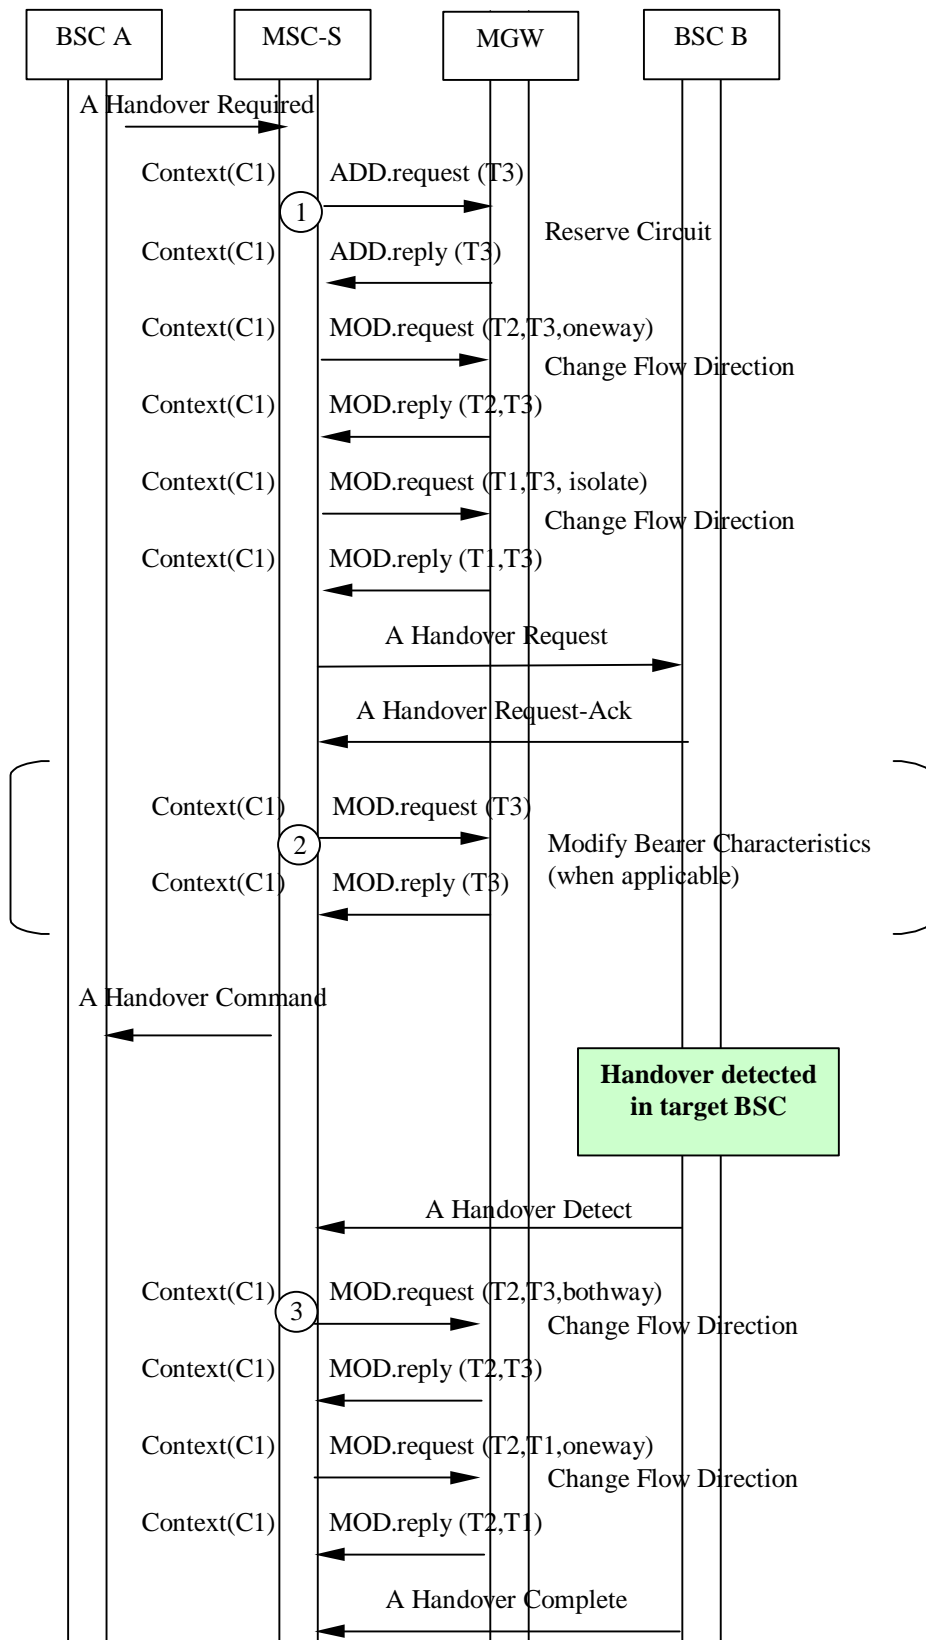 BSC A
MSC-S
MGW
BSC B
A Handover Required
Context(C1)
ADD.request (T3)
1
Reserve Circuit
Context(C1)
ADD.reply (T3)
Context(C1)
MOD.request (T2,T3,oneway)
Change Flow Direction
Context(C1)
MOD.reply (T2,T3)
Context(C1)
MOD.request (T1,T3, isolate)
Change Flow Direction
Context(C1)
MOD.reply (T1,T3)
A Handover Request
A Handover Request-Ack
Context(C1)
MOD.request (T3)
2
Modify Bearer Characteristics
(when applicable)
Context(C1)
MOD.reply (T3)
A Handover Command
Handover detected
in target BSC
A Handover Detect
Context(C1)
MOD.request (T2,T3,bothway)
3
Change Flow Direction
Context(C1)
MOD.reply (T2,T3)
Context(C1)
MOD.request (T2,T1,oneway)
Change Flow Direction
Context(C1)
MOD.reply (T2,T1)
A Handover Complete